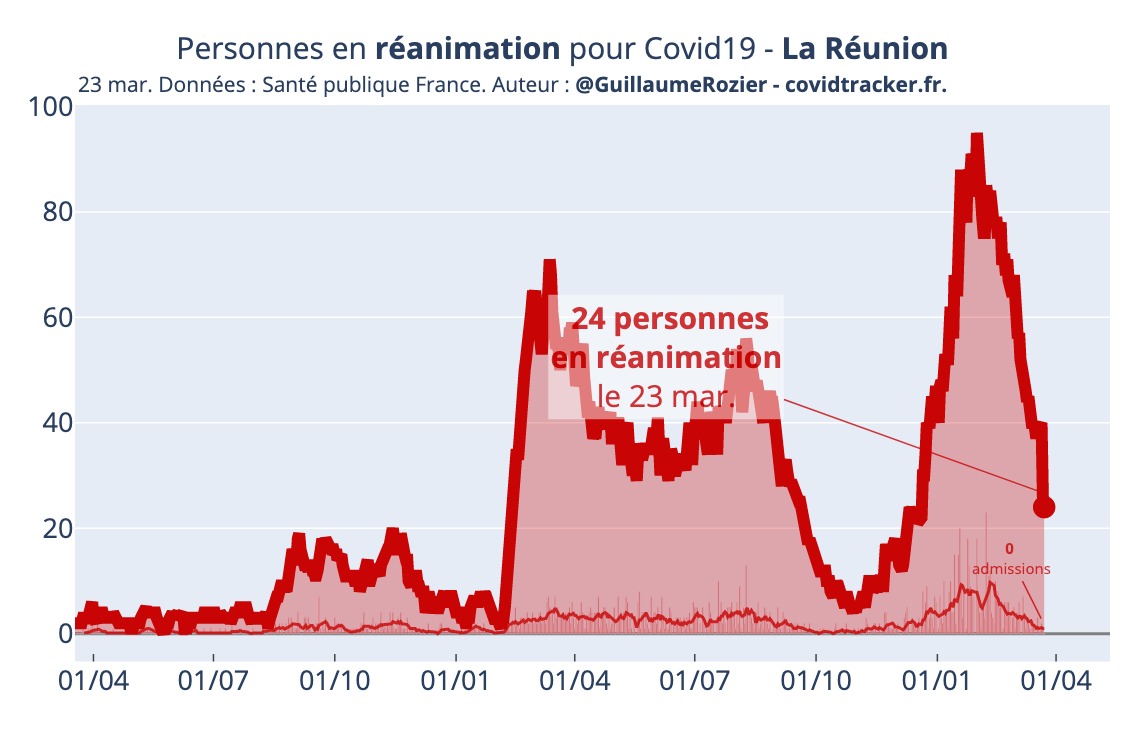 Personnes en réanimation pour Covid19 - La Réunion
23 mar. Données : Santé publique France. Auteur : @GuillaumeRozier - covidtracker.fr.
100
80
60
40
20
0
24 personnes
en réanimation
le 23 mar.
0
admissions
01/04
01/07
01/10
01/01
01/04
01/07
01/10
01/01
01/04